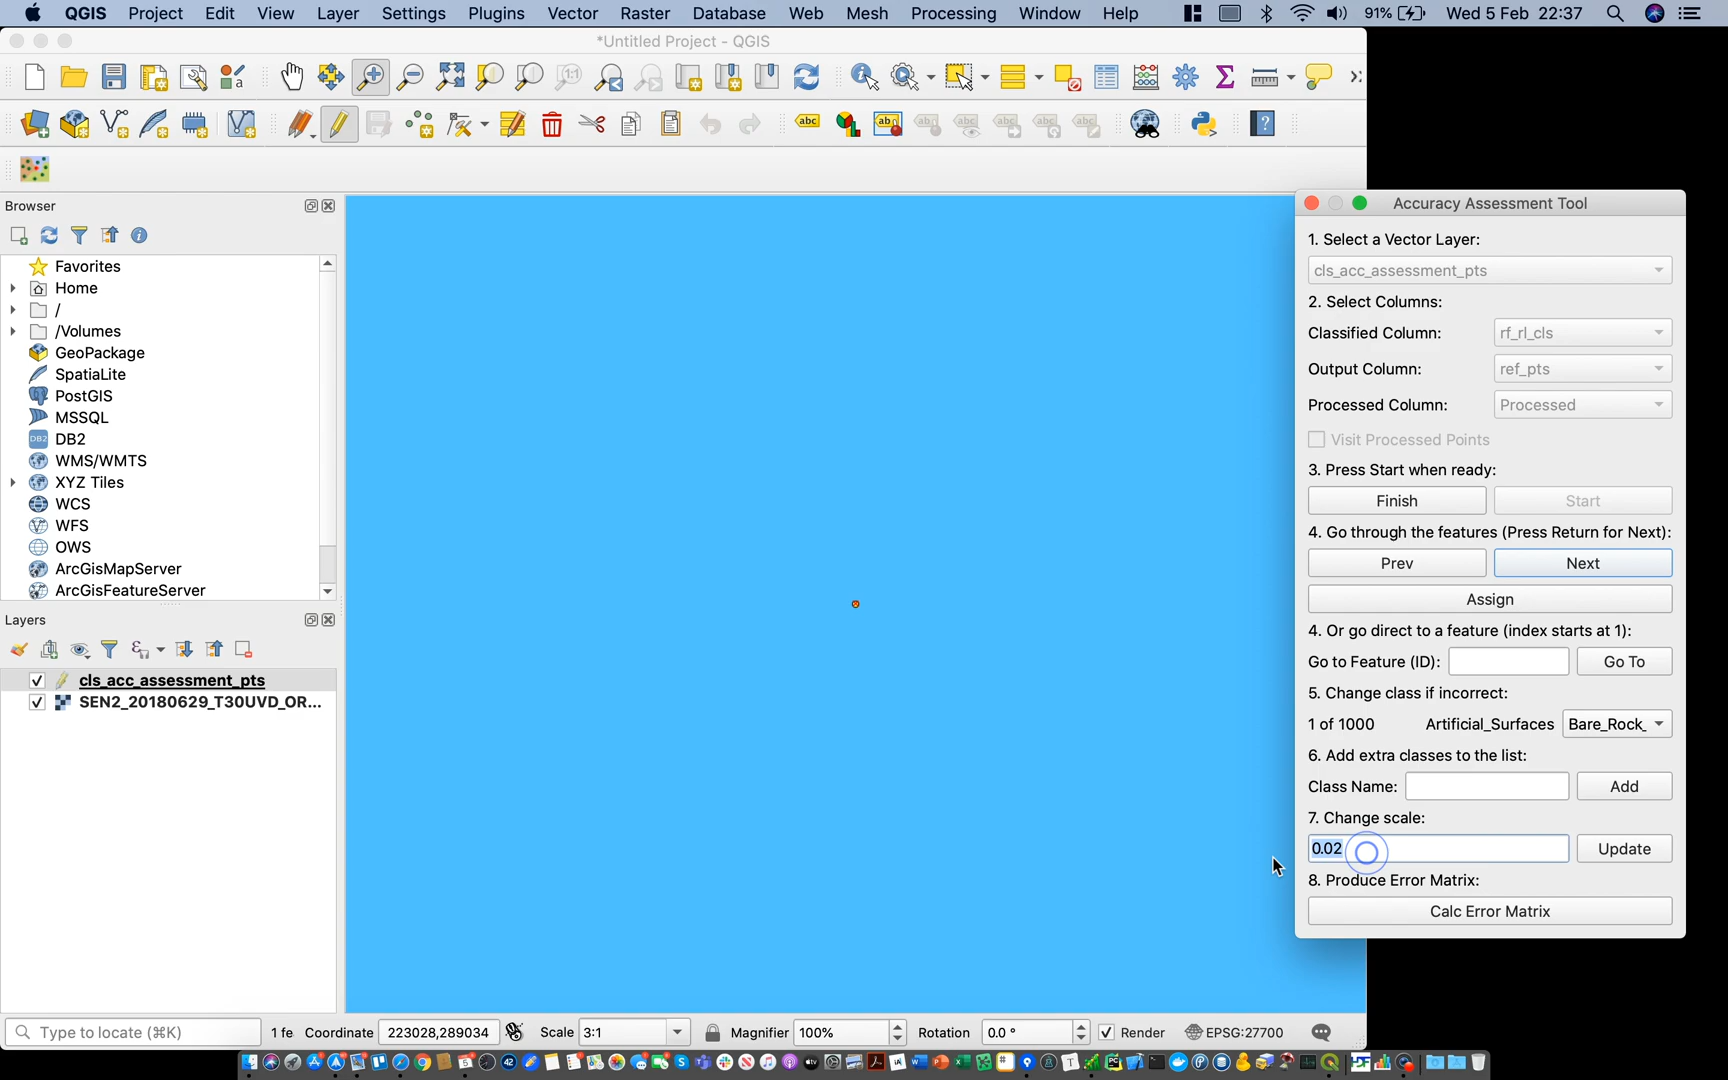 QGIS Project Edit View Layer Settings Plugins Vector Raster Database Web Mesh Processing Window Help 91% Wed 5 Feb 22:37
*Untitled Project - QGIS
Browser
Favorites
Home
/
/Volumes
GeoPackage
SpatiaLite
PostGIS
MSSQL
DB2
WMS/WMTS
XYZ Tiles
WCS
WFS
OWS
ArcGisMapServer
ArcGisFeatureServer
Layers
cls_acc_assessment_pts
SEN2_20180629_T30UVD_OR...
Accuracy Assessment Tool
1. Select a Vector Layer:
cls_acc_assessment_pts
2. Select Columns:
Classified Column: rf_rl_cls
Output Column: ref_pts
Processed Column: Processed
Visit Processed Points
3. Press Start when ready:
Finish Start
4. Go through the features (Press Return for Next):
Prev Next
Assign
4. Or go direct to a feature (index starts at 1):
Go to Feature (ID): Go To
5. Change class if incorrect:
1 of 1000 Artificial_Surfaces Bare_Rock_
6. Add extra classes to the list:
Class Name: Add
7. Change scale:
0.02 Update
8. Produce Error Matrix:
Calc Error Matrix
Type to locate (⌘K) 1 fe Coordinate 223028,289034 Scale 3:1 Magnifier 100% Rotation 0.0 ° Render EPSG:27700